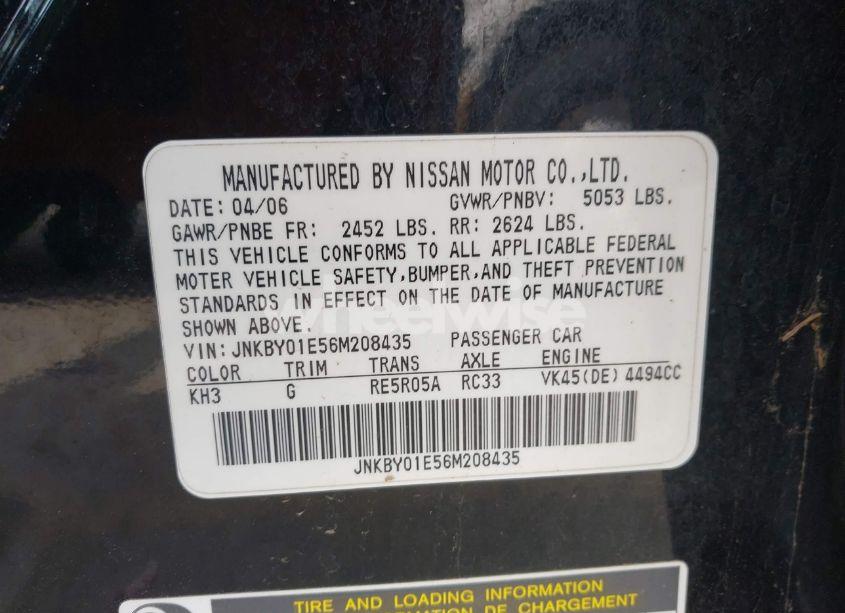 MANUFACTURED BY NISSAN MOTOR CO.,LTD.
DATE: 04/06 GVWR/PNBV: 5053 LBS.
GAWR/PNBE FR: 2452 LBS. RR: 2624 LBS.
THIS VEHICLE CONFORMS TO ALL APPLICABLE FEDERAL
MOTER VEHICLE SAFETY,BUMPER,AND THEFT PREVENTION
STANDARDS IN EFFECT ON THE DATE OF MANUFACTURE
SHOWN ABOVE.
wheelwise
VIN: JNKBY01E56M208435 PASSENGER CAR
COLOR TRIM TRANS AXLE ENGINE
KH3 G RE5R05A RC33 VK45(DE) 4494CC
JNKBY01E56M208435
TIRE AND LOADING INFORMATION
DE CHARGEMENT